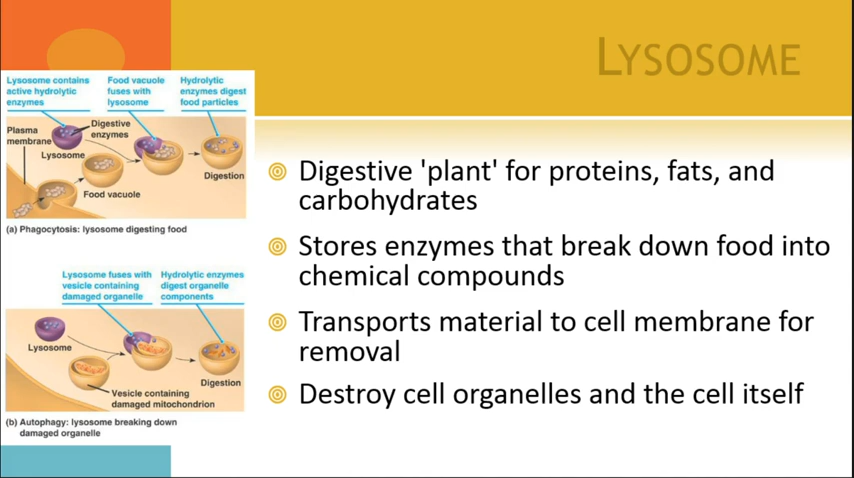 LYSOSOME
Lysosome contains
active hydrolytic
enzymes
Food vacuole
fuses with
lysosome
Hydrolytic
enzymes digest
food particles
Plasma
membrane
Digestive
enzymes
Lysosome
Food vacuole
Digestion
(a) Phagocytosis: lysosome digesting food
Lysosome fuses with
vesicle containing
damaged organelle
Hydrolytic enzymes
digest organelle
components
Lysosome
Digestion
Vesicle containing
damaged mitochondrion
(b) Autophagy: lysosome breaking down
damaged organelle
Digestive 'plant' for proteins, fats, and
carbohydrates
Stores enzymes that break down food into
chemical compounds
Transports material to cell membrane for
removal
Destroy cell organelles and the cell itself